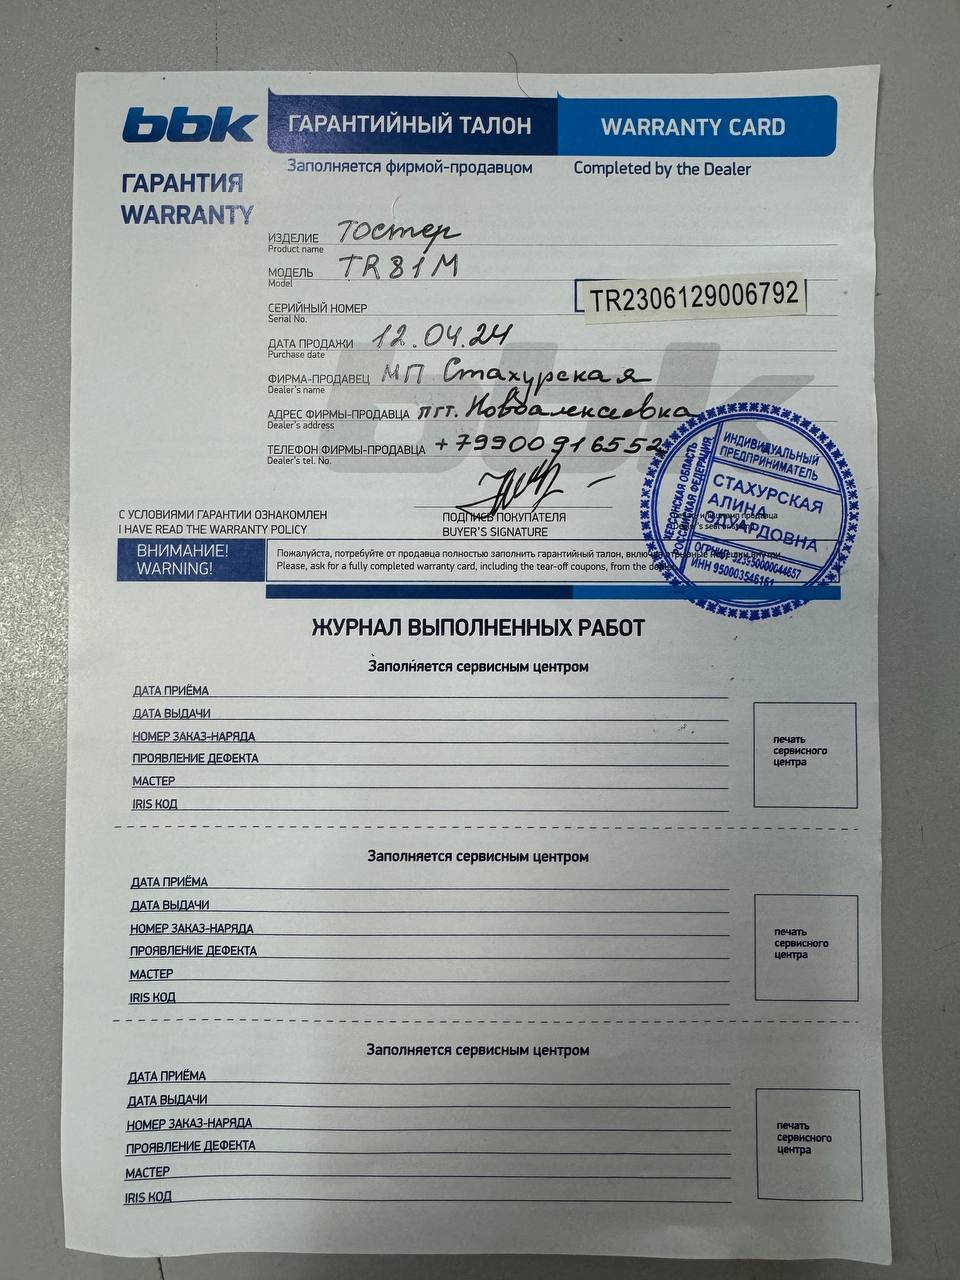 bbk
ГАРАНТИЙНЫЙ ТАЛОН WARRANTY CARD
Заполняется фирмой-продавцом Completed by the Dealer
ГАРАНТИЯ
WARRANTY
ИЗДЕЛИЕ Тостер
Product name
МОДЕЛЬ TR81M
Model
СЕРИЙНЫЙ НОМЕР TR2306129006792
Serial No.
ДАТА ПРОДАЖИ 12.04.24
Purchase date
ФИРМА-ПРОДАВЕЦ МП Стахурская
Dealer's name
АДРЕС ФИРМЫ-ПРОДАВЦА пгт. Новоалексеевка
Dealer's address
ТЕЛЕФОН ФИРМЫ-ПРОДАВЦА +79900916552
Dealer's tel. No.
ХЕРСОНСКАЯ ОБЛАСТЬ
РОССИЙСКАЯ ФЕДЕРАЦИЯ
ИНДИВИДУАЛЬНЫЙ
ПРЕДПРИНИМАТЕЛЬ
СТАХУРСКАЯ
АЛИНА
ЭДУАРДОВНА
ОГРНИП
ИНН 950003546161
С УСЛОВИЯМИ ГАРАНТИИ ОЗНАКОМЛЕН
I HAVE READ THE WARRANTY POLICY
ПОДПИСЬ ПОКУПАТЕЛЯ
BUYER'S SIGNATURE
ВНИМАНИЕ!
WARNING!
Пожалуйста, потребуйте от продавца полностью заполнить гарантийный талон, включая отрывные корешки внутри.
Please, ask for a fully completed warranty card, including the tear-off coupons, from the dealer.
ЖУРНАЛ ВЫПОЛНЕННЫХ РАБОТ
Заполняется сервисным центром
ДАТА ПРИЁМА
ДАТА ВЫДАЧИ
НОМЕР ЗАКАЗ-НАРЯДА
ПРОЯВЛЕНИЕ ДЕФЕКТА
МАСТЕР
IRIS КОД
печать
сервисного
центра
Заполняется сервисным центром
ДАТА ПРИЁМА
ДАТА ВЫДАЧИ
НОМЕР ЗАКАЗ-НАРЯДА
ПРОЯВЛЕНИЕ ДЕФЕКТА
МАСТЕР
IRIS КОД
печать
сервисного
центра
Заполняется сервисным центром
ДАТА ПРИЁМА
ДАТА ВЫДАЧИ
НОМЕР ЗАКАЗ-НАРЯДА
ПРОЯВЛЕНИЕ ДЕФЕКТА
МАСТЕР
IRIS КОД
печать
сервисного
центра